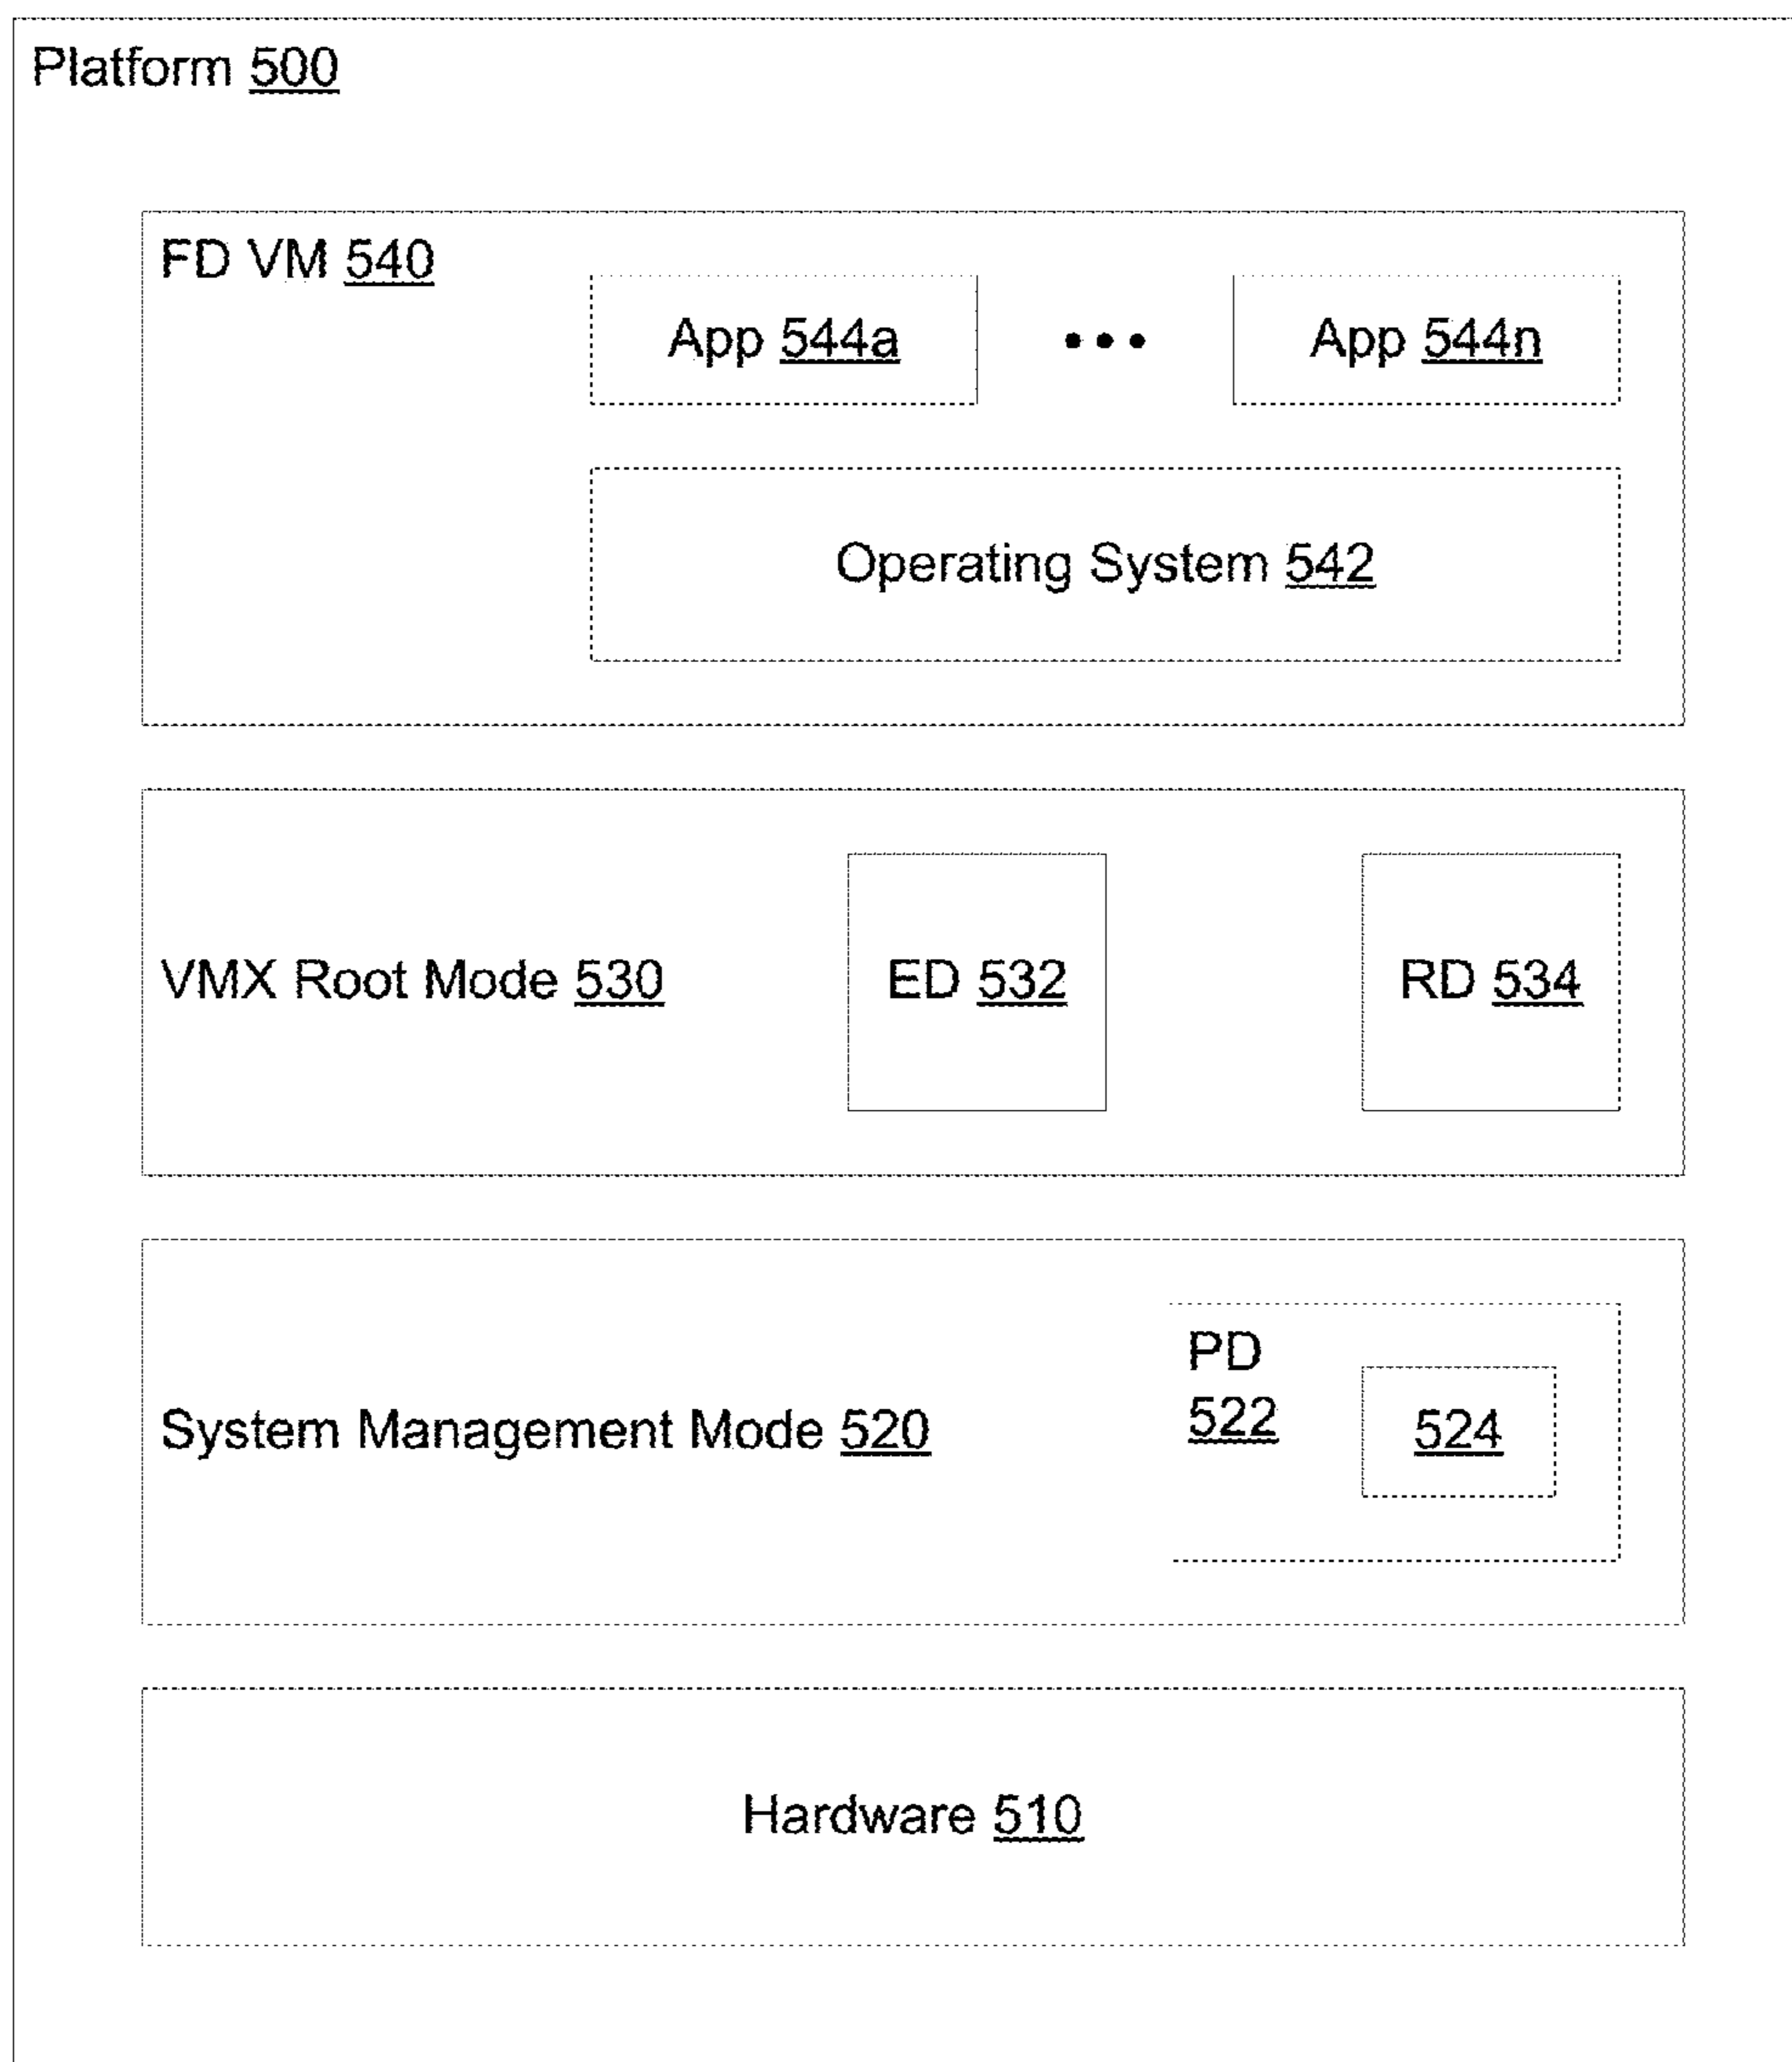 Platform 500
FD VM 540
App 544a
App 544n
Operating System 542
VMX Root Mode 530
ED 532
RD 534
PD
522
System Management Mode 520
524
Hardware 510